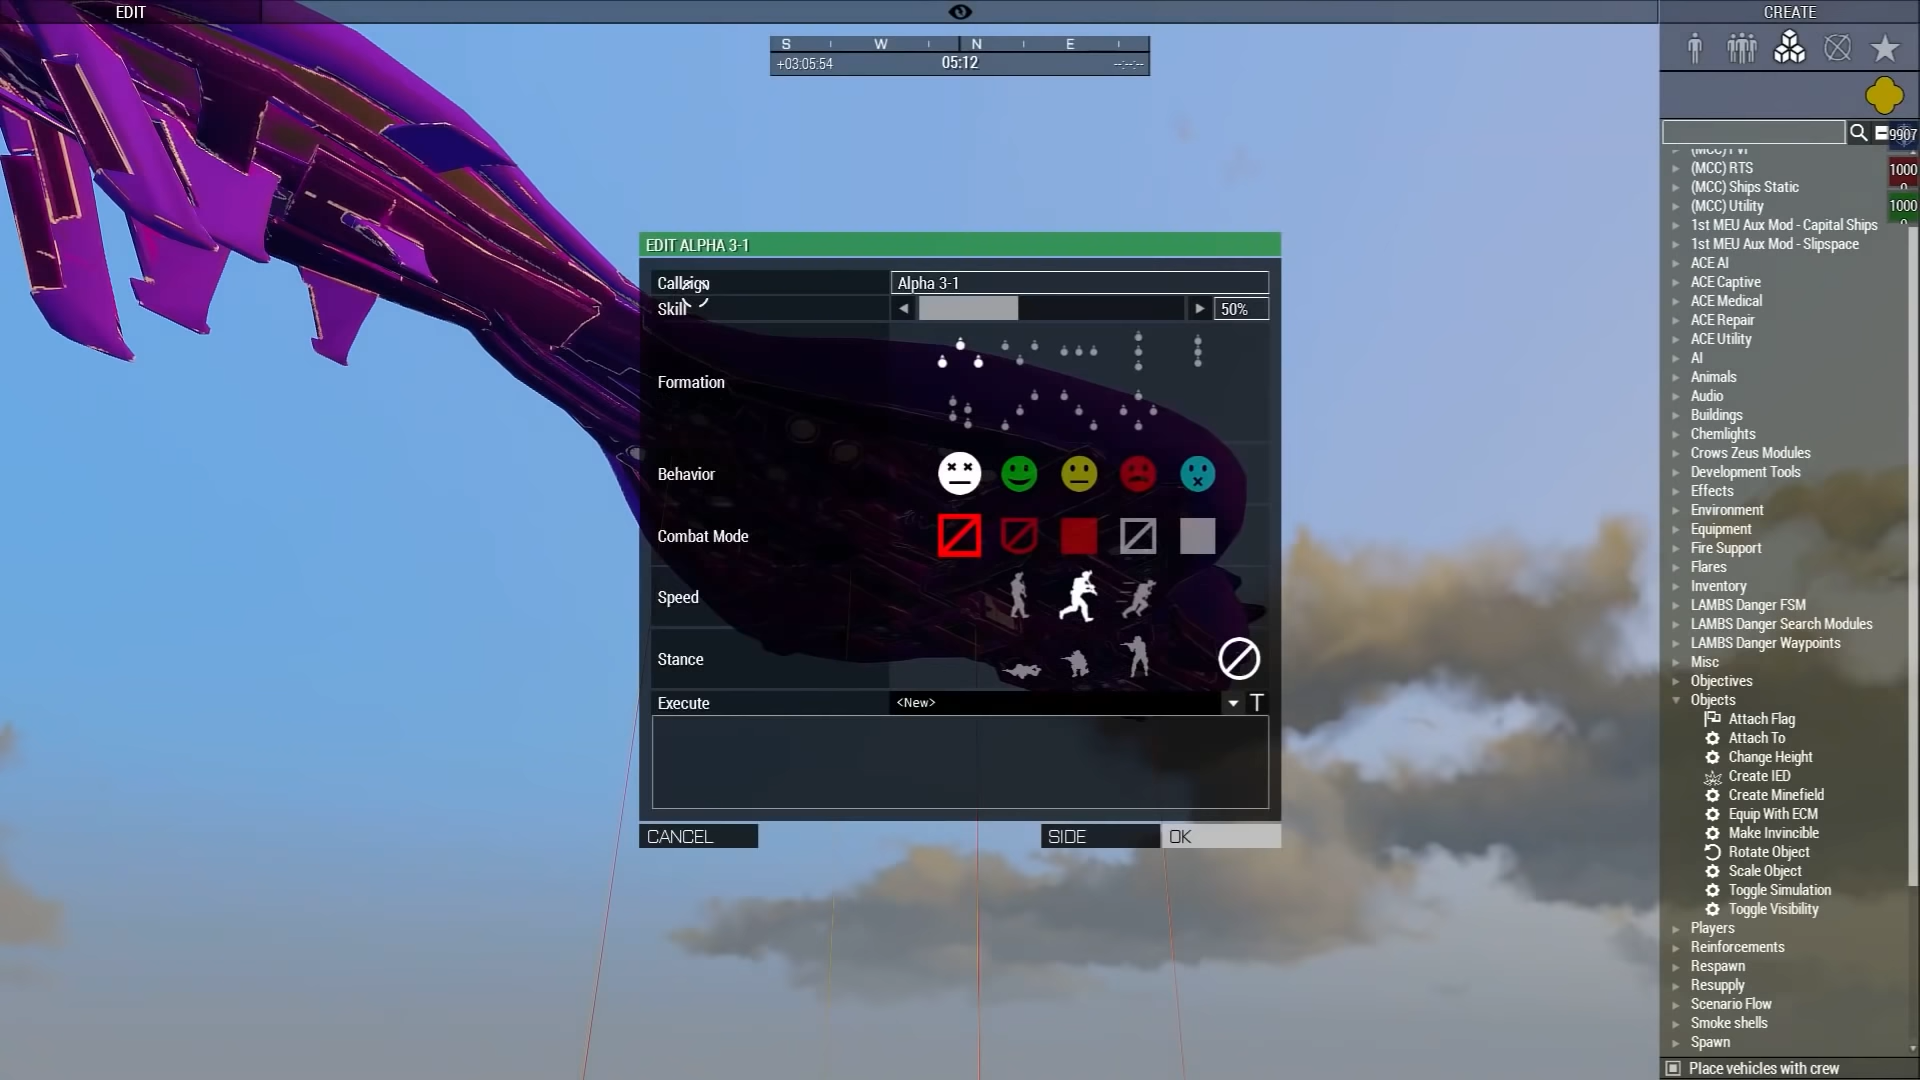 EDIT
CREATE
S W N E
+03:05:54 05:12 --:--:--
9907
(MCC) RTS
1000
(MCC) Ships Static
(MCC) Utility
1000
1st MEU Aux Mod - Capital Ships
1st MEU Aux Mod - Slipspace
ACE AI
ACE Captive
ACE Medical
ACE Repair
ACE Utility
AI
Animals
Audio
Buildings
Chemlights
Crows Zeus Modules
Development Tools
Effects
Environment
Equipment
Fire Support
Flares
Inventory
LAMBS Danger FSM
LAMBS Danger Search Modules
LAMBS Danger Waypoints
Misc
Objectives
Objects
Attach Flag
Attach To
Change Height
Create IED
Create Minefield
Equip With ECM
Make Invincible
Rotate Object
Scale Object
Toggle Simulation
Toggle Visibility
Players
Reinforcements
Respawn
Resupply
Scenario Flow
Smoke shells
Spawn
Place vehicles with crew
EDIT ALPHA 3-1
Callsign Alpha 3-1
Skill 50%
Formation
Behavior
Combat Mode
Speed
Stance
Execute <New> T
CANCEL SIDE OK